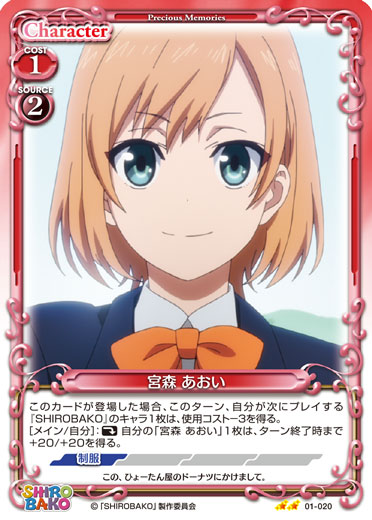 Precious Memories
Character
COST
1
SOURCE
2
宮森 あおい
このカードが登場した場合、このターン、自分が次にプレイする
「SHIROBAKO」のキャラ1枚は、使用コスト－3を得る。
[メイン/自分]:自分の「宮森 あおい」1枚は、ターン終了時まで
+20/+20を得る。
制服
この、ひょーたん屋のドーナツにかけまして。
SHIRO
BAKO
©「SHIROBAKO」製作委員会
01-020